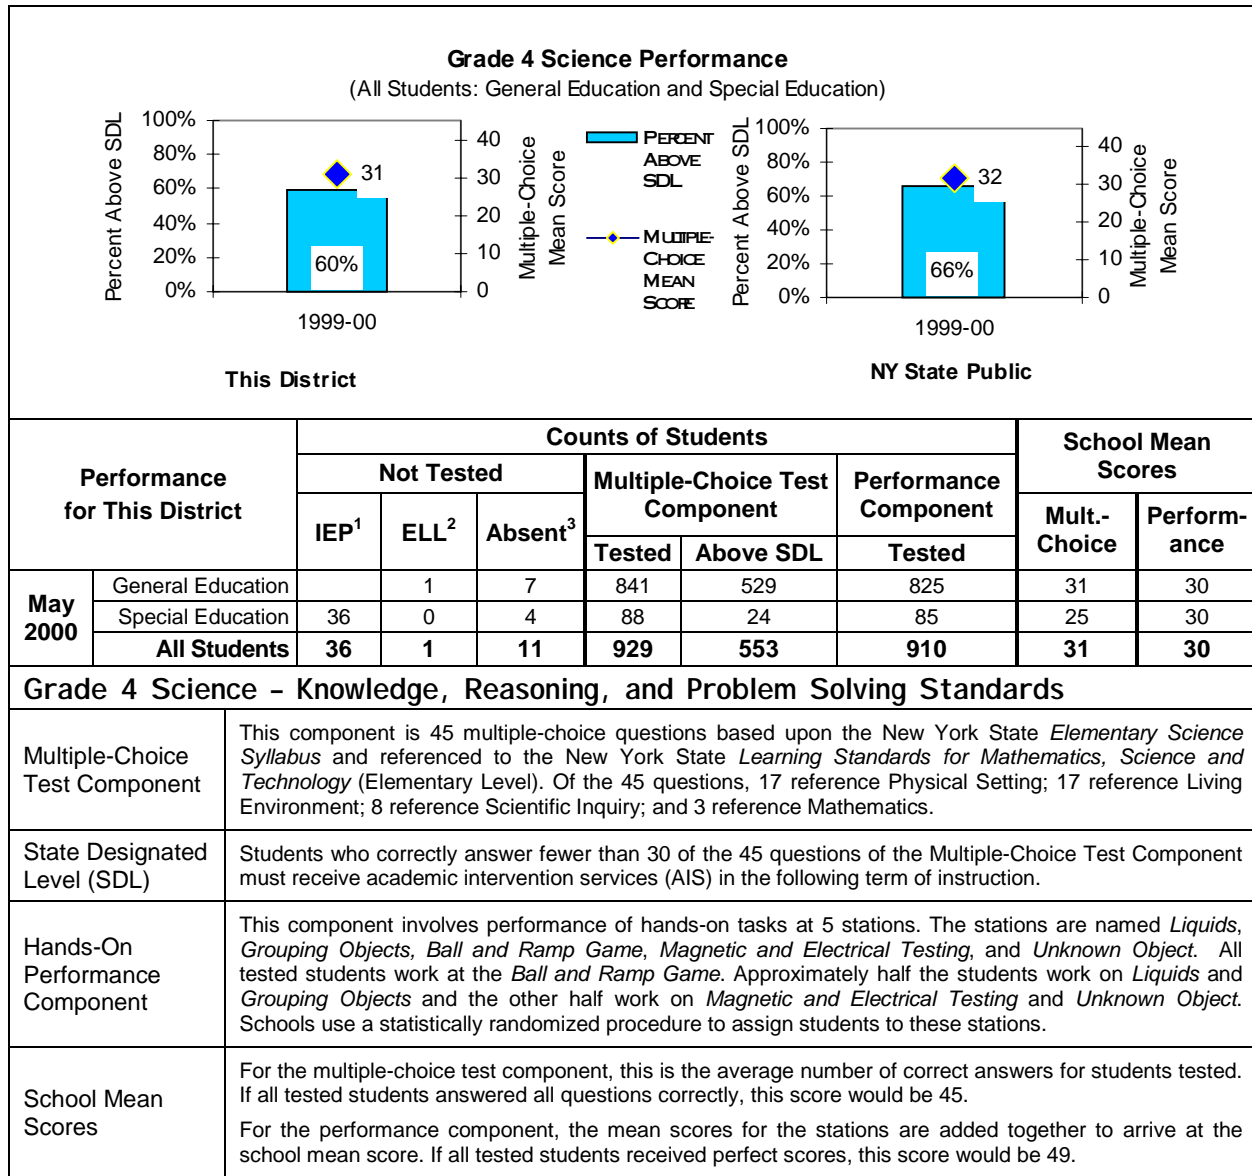 Grade 4 Science Performance
(All Students: General Education and Special Education)
Percent Above SDL
100%
80%
60%
40%
20%
0%
31
60%
40
30
20
10
0
Multiple-Choice
Mean Score
1999-00
This District
PERCENT
ABOVE
SDL
MULTIPLE-
CHOICE
MEAN
SCORE
Percent Above SDL
100%
80%
60%
40%
20%
0%
32
66%
40
30
20
10
0
Multiple-Choice
Mean Score
1999-00
NY State Public
Performance
for This District
Counts of Students
School Mean
Scores
Not Tested
Multiple-Choice Test
Component
Performance
Component
IEP1 ELL2 Absent3
Tested Above SDL Tested
Mult.-
Choice
Perform-
ance
May
2000
General Education 1 7 841 529 825 31 30
Special Education 36 0 4 88 24 85 25 30
All Students 36 1 11 929 553 910 31 30
Grade 4 Science – Knowledge, Reasoning, and Problem Solving Standards
Multiple-Choice
Test Component
This component is 45 multiple-choice questions based upon the New York State Elementary Science
Syllabus and referenced to the New York State Learning Standards for Mathematics, Science and
Technology (Elementary Level). Of the 45 questions, 17 reference Physical Setting; 17 reference Living
Environment; 8 reference Scientific Inquiry; and 3 reference Mathematics.
State Designated
Level (SDL)
Students who correctly answer fewer than 30 of the 45 questions of the Multiple-Choice Test Component
must receive academic intervention services (AIS) in the following term of instruction.
Hands-On
Performance
Component
This component involves performance of hands-on tasks at 5 stations. The stations are named Liquids,
Grouping Objects, Ball and Ramp Game, Magnetic and Electrical Testing, and Unknown Object. All
tested students work at the Ball and Ramp Game. Approximately half the students work on Liquids and
Grouping Objects and the other half work on Magnetic and Electrical Testing and Unknown Object.
Schools use a statistically randomized procedure to assign students to these stations.
School Mean
Scores
For the multiple-choice test component, this is the average number of correct answers for students tested.
If all tested students answered all questions correctly, this score would be 45.
For the performance component, the mean scores for the stations are added together to arrive at the
school mean score. If all tested students received perfect scores, this score would be 49.